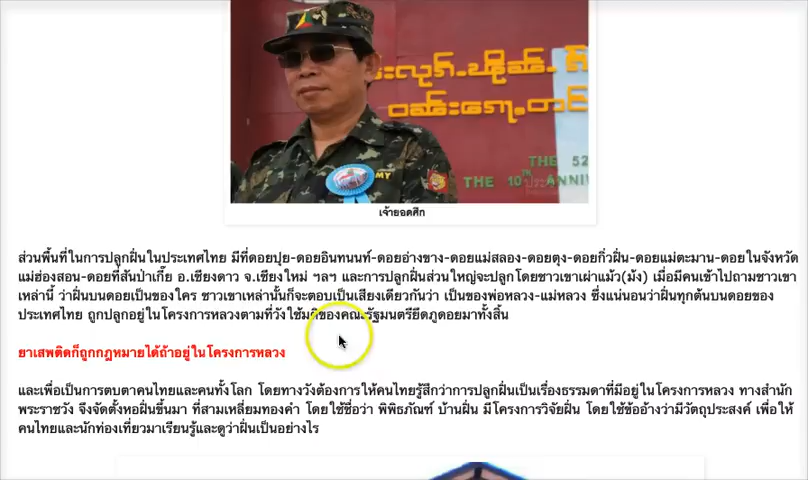 THE 52
THE 10TH ANNI
MY
เจ้ายอดศึก
ส่วนพื้นที่ในการปลูกฝิ่นในประเทศไทย มีที่ดอยปุย-ดอยอินทนนท์-ดอยอ่างขาง-ดอยแม่สลอง-ดอยตุง-ดอยกิ่วฝิ่น-ดอยแม่ตะมาน-ดอยในจังหวัด
แม่ฮ่องสอน-ดอยที่สันป่าเกี๊ย อ.เชียงดาว จ.เชียงใหม่ ฯลฯ และการปลูกฝิ่นส่วนใหญ่จะปลูกโดยชาวเขาเผ่าแม้ว(ม้ง) เมื่อมีคนเข้าไปถามชาวเขา
เหล่านี้ ว่าฝิ่นบนดอยเป็นของใคร ชาวเขาเหล่านั้นก็จะตอบเป็นเสียงเดียวกันว่า เป็นของพ่อหลวง-แม่หลวง ซึ่งแน่นอนว่าฝิ่นทุกต้นบนดอยของ
ประเทศไทย ถูกปลูกอยู่ในโครงการหลวงตามที่วังใช้มติของคณะรัฐมนตรียึดภูดอยมาทั้งสิ้น
ยาเสพติดก็ถูกกฎหมายได้ถ้าอยู่ในโครงการหลวง
และเพื่อเป็นการตบตาคนไทยและคนทั้งโลก โดยทางวังต้องการให้คนไทยรู้สึกว่าการปลูกฝิ่นเป็นเรื่องธรรมดาที่มีอยู่ในโครงการหลวง ทางสำนัก
พระราชวัง จึงจัดตั้งหอฝิ่นขึ้นมา ที่สามเหลี่ยมทองคำ โดยใช้ชื่อว่า พิพิธภัณฑ์ บ้านฝิ่น มีโครงการวิจัยฝิ่น โดยใช้ข้ออ้างว่ามีวัตถุประสงค์ เพื่อให้
คนไทยและนักท่องเที่ยวมาเรียนรู้และดูว่าฝิ่นเป็นอย่างไร